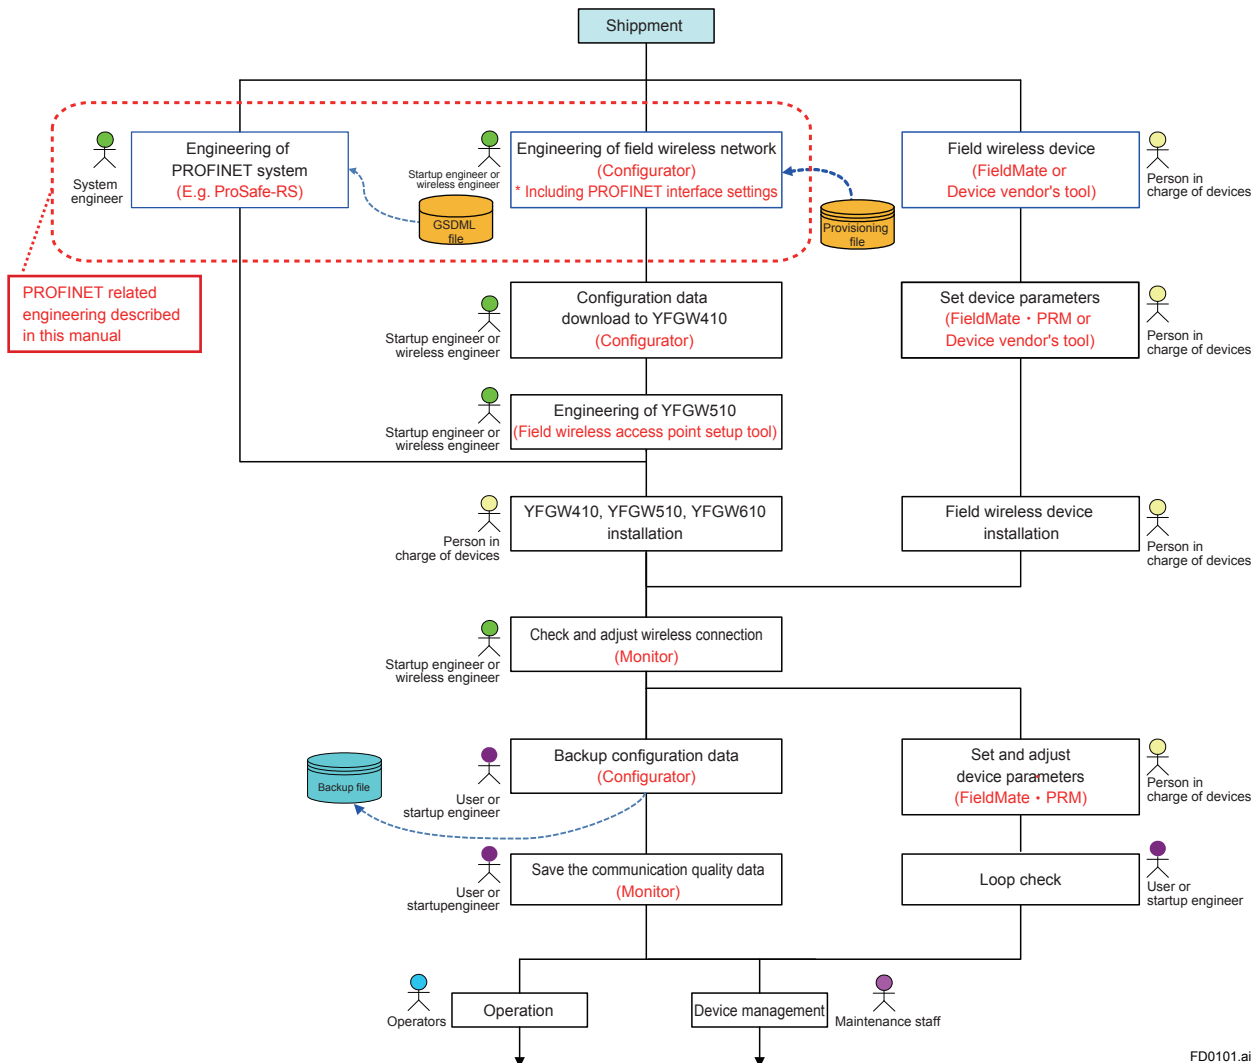 Shippment
Engineering of
PROFINET system
(E.g. ProSafe-RS)
System
engineer
Engineering of field wireless network
(Configurator)
* Including PROFINET interface settings
Startup engineer or
wireless engineer
GSDML
file
Provisioning
file
Field wireless device
(FieldMate or
Device vendor's tool)
Person in
charge of devices
PROFINET related
engineering described
in this manual
Configuration data
download to YFGW410
(Configurator)
Startup engineer or
wireless engineer
Set device parameters
(FieldMate・PRM or
Device vendor's tool)
Person in
charge of devices
Engineering of YFGW510
(Field wireless access point setup tool)
Startup engineer or
wireless engineer
YFGW410, YFGW510, YFGW610
installation
Person in
charge of devices
Field wireless device
installation
Person in
charge of devices
Check and adjust wireless connection
(Monitor)
Startup engineer or
wireless engineer
Backup file
Backup configuration data
(Configurator)
User or
startup engineer
Set and adjust
device parameters
(FieldMate・PRM)
Person in
charge of devices
Save the communication quality data
(Monitor)
User or
startupengineer
Loop check
User or
startup engineer
Operators
Operation
Device management
Maintenance staff
FD0101.ai